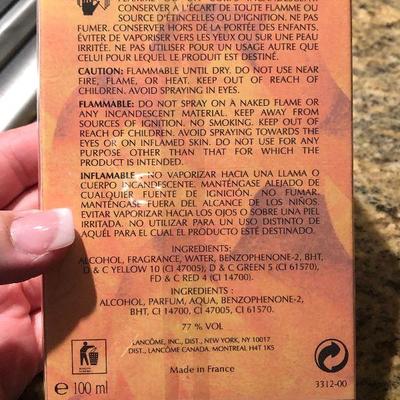 CONSERVER À L'ÉCART DE TOUTE FLAMME OU
SOURCE D'ÉTINCELLES OU D'IGNITION. NE PAS
FUMER. CONSERVER HORS DE LA PORTÉE DES ENFANTS.
ÉVITER DE VAPORISER VERS LES YEUX OU SUR UNE PEAU
IRRITÉE. NE PAS UTILISER POUR UN USAGE AUTRE QUE
CELUI POUR LEQUEL LE PRODUIT EST DESTINÉ.
CAUTION: FLAMMABLE UNTIL DRY. DO NOT USE NEAR
FIRE, FLAME, OR HEAT. KEEP OUT OF REACH OF
CHILDREN. AVOID SPRAYING IN EYES.
FLAMMABLE: DO NOT SPRAY ON A NAKED FLAME OR
ANY INCANDESCENT MATERIAL. KEEP AWAY FROM
SOURCES OF IGNITION. NO SMOKING. KEEP OUT OF
REACH OF CHILDREN. AVOID SPRAYING TOWARDS THE
EYES OR ON INFLAMED SKIN. DO NOT USE FOR ANY
PURPOSE OTHER THAN THAT FOR WHICH THE
PRODUCT IS INTENDED.
INFLAMABLE: NO VAPORIZAR HACIA UNA LLAMA O
CUERPO INCANDESCENTE. MANTÉNGASE ALEJADO DE
CUALQUIER FUENTE DE IGNICIÓN. NO FUMAR.
MANTÉNGASE FUERA DEL ALCANCE DE LOS NIÑOS.
EVITAR VAPORIZAR HACIA LOS OJOS O SOBRE UNA PIEL
IRRITADA. NO UTILIZAR PARA UN USO DISTINTO DE
AQUÉL PARA EL CUAL EL PRODUCTO ESTÉ DESTINADO.
INGREDIENTS:
ALCOHOL, FRAGRANCE, WATER, BENZOPHENONE-2, BHT,
D & C YELLOW 10 (CI 47005), D & C GREEN 5 (CI 61570),
FD & C RED 4 (CI 14700).
INGREDIENTS :
ALCOHOL, PARFUM, AQUA, BENZOPHENONE-2,
BHT, CI 14700, CI 47005, CI 61570.
77 % VOL
LANCÔME, INC., DIST., NEW YORK, NY 10017
DIST., LANCÔME CANADA, MONTREAL H4T 1K5
Made in France
e 100 ml
3312-00